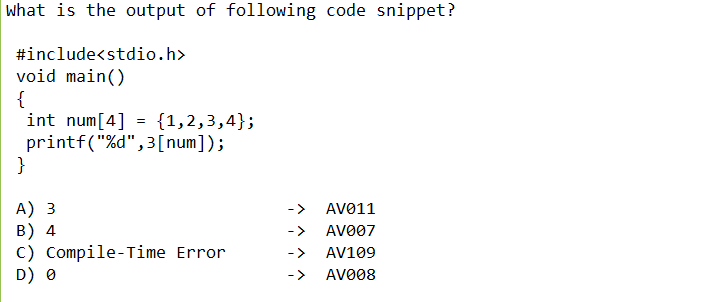 What is the output of following code snippet?
#include<stdio.h>
void main()
{
int num[4] = {1,2,3,4};
printf("%d",3[num]);
}
A) 3 -> AV011
B) 4 -> AV007
C) Compile-Time Error -> AV109
D) 0 -> AV008